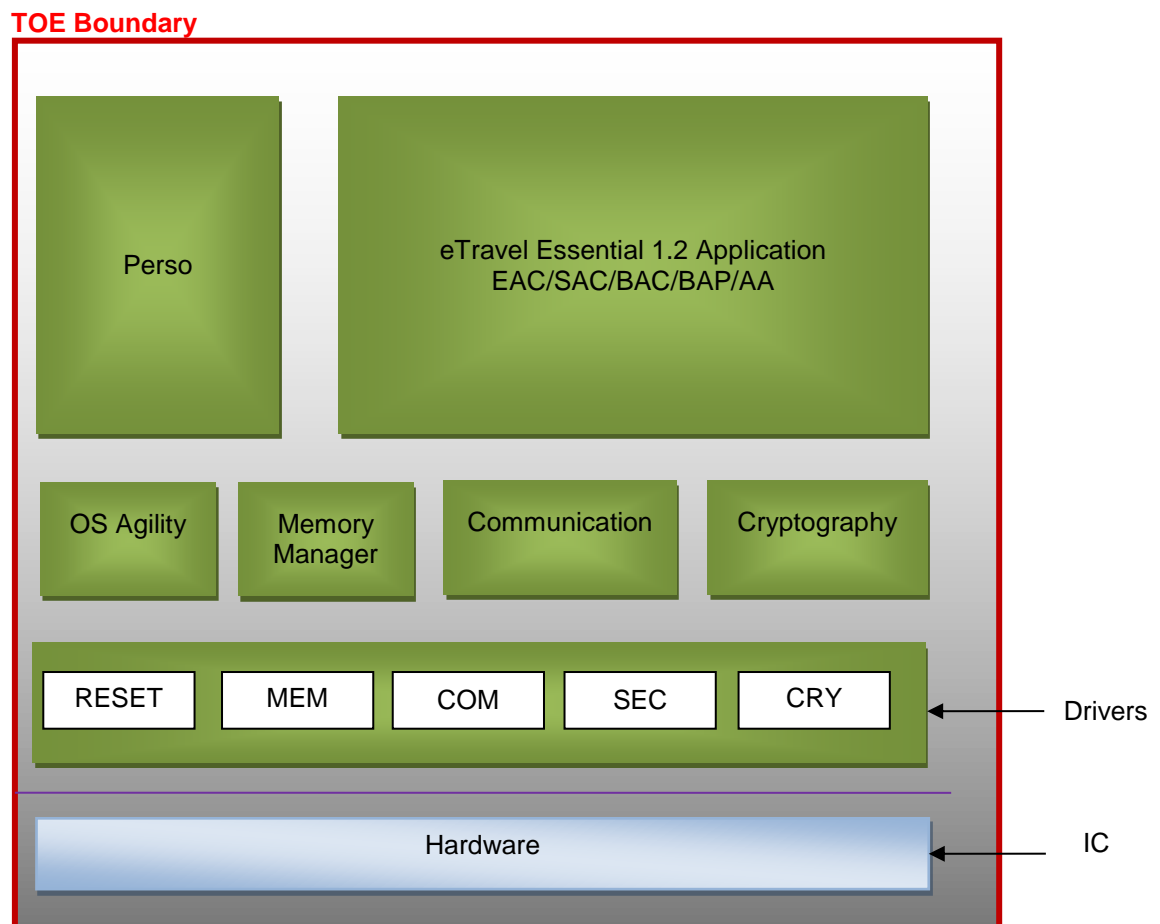 TOE Boundary
Perso
eTravel Essential 1.2 Application
EAC/SAC/BAC/BAP/AA
OS Agility
Memory
Manager
Communication
Cryptography
RESET
MEM
COM
SEC
CRY
Drivers
Hardware
IC